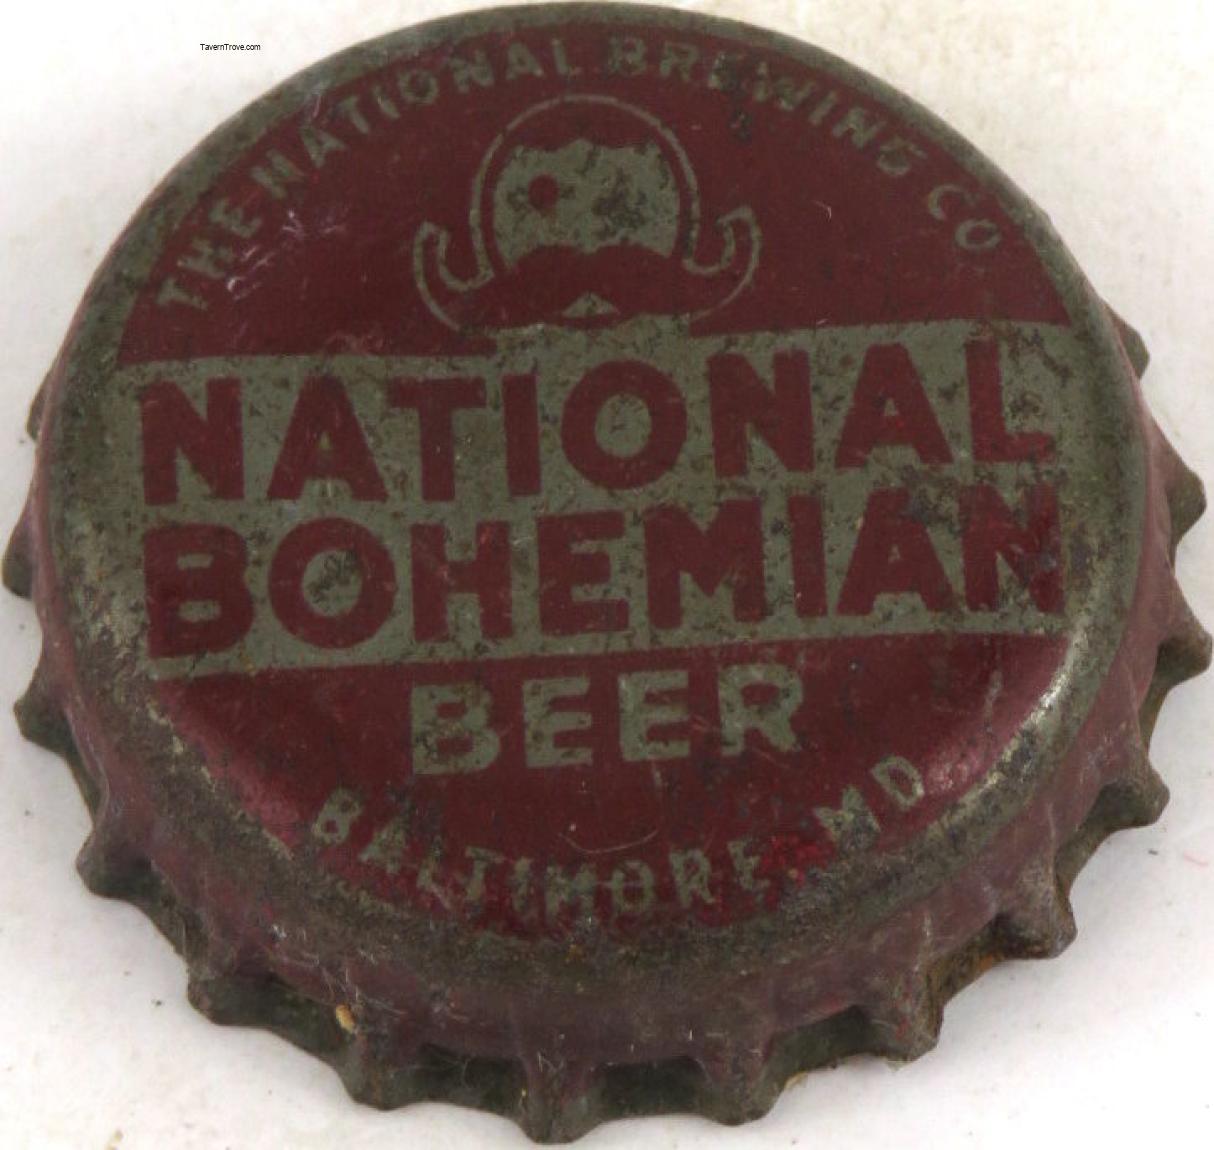 TavernTrove.com
THE NATIONAL BREWING CO
NATIONAL
BOHEMIAN
BEER
BALTIMORE MD